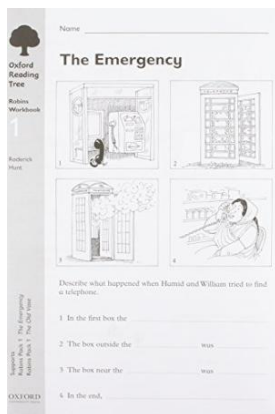 Oxford
Reading
Tree
Robins
Workbook
1
Roderick
Hunt
Supports
Robins Pack 1 The Emergency
Robins Pack 1 The Old Vase
OXFORD
Name
The Emergency
1
2
3
4
Describe what happened when Hamid and William tried to find
a telephone.
1 In the first box the
2 The box outside the was
3 The box near the was
4 In the end,